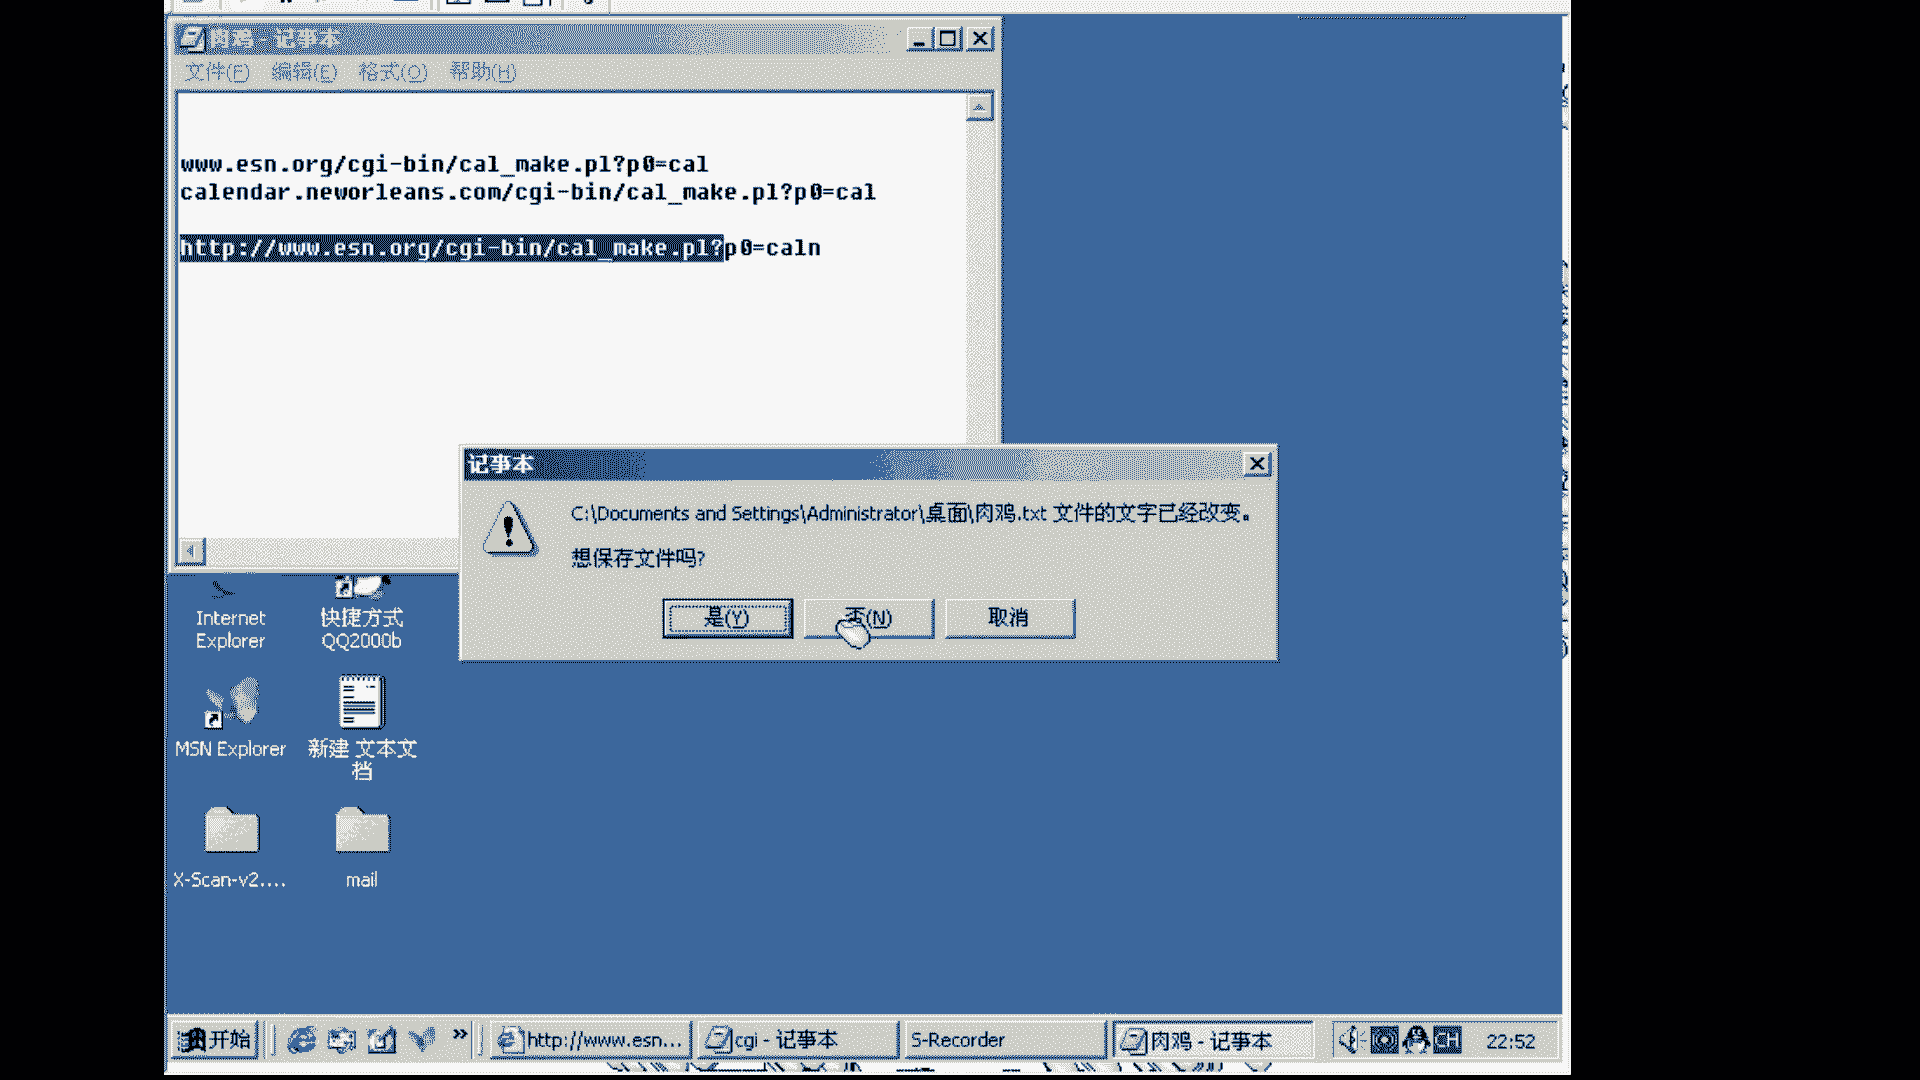 肉鸡 - 记事本
文件(F) 编辑(E) 格式(O) 帮助(H)
www.esn.org/cgi-bin/cal_make.pl?p0=cal
calendar.neworleans.com/cgi-bin/cal_make.pl?p0=cal
http://www.esn.org/cgi-bin/cal_make.pl?p0=caln
记事本
C:\Documents and Settings\Administrator\桌面\肉鸡.txt 文件的文字已经改变。
想保存文件吗?
是(Y) 否(N) 取消
Internet Explorer
快捷方式 QQ2000b
MSN Explorer
新建 文本文档
X-Scan-v2....
mail
开始
http://www.esn...
cgi - 记事本
S-Recorder
肉鸡 - 记事本
CH
22:52